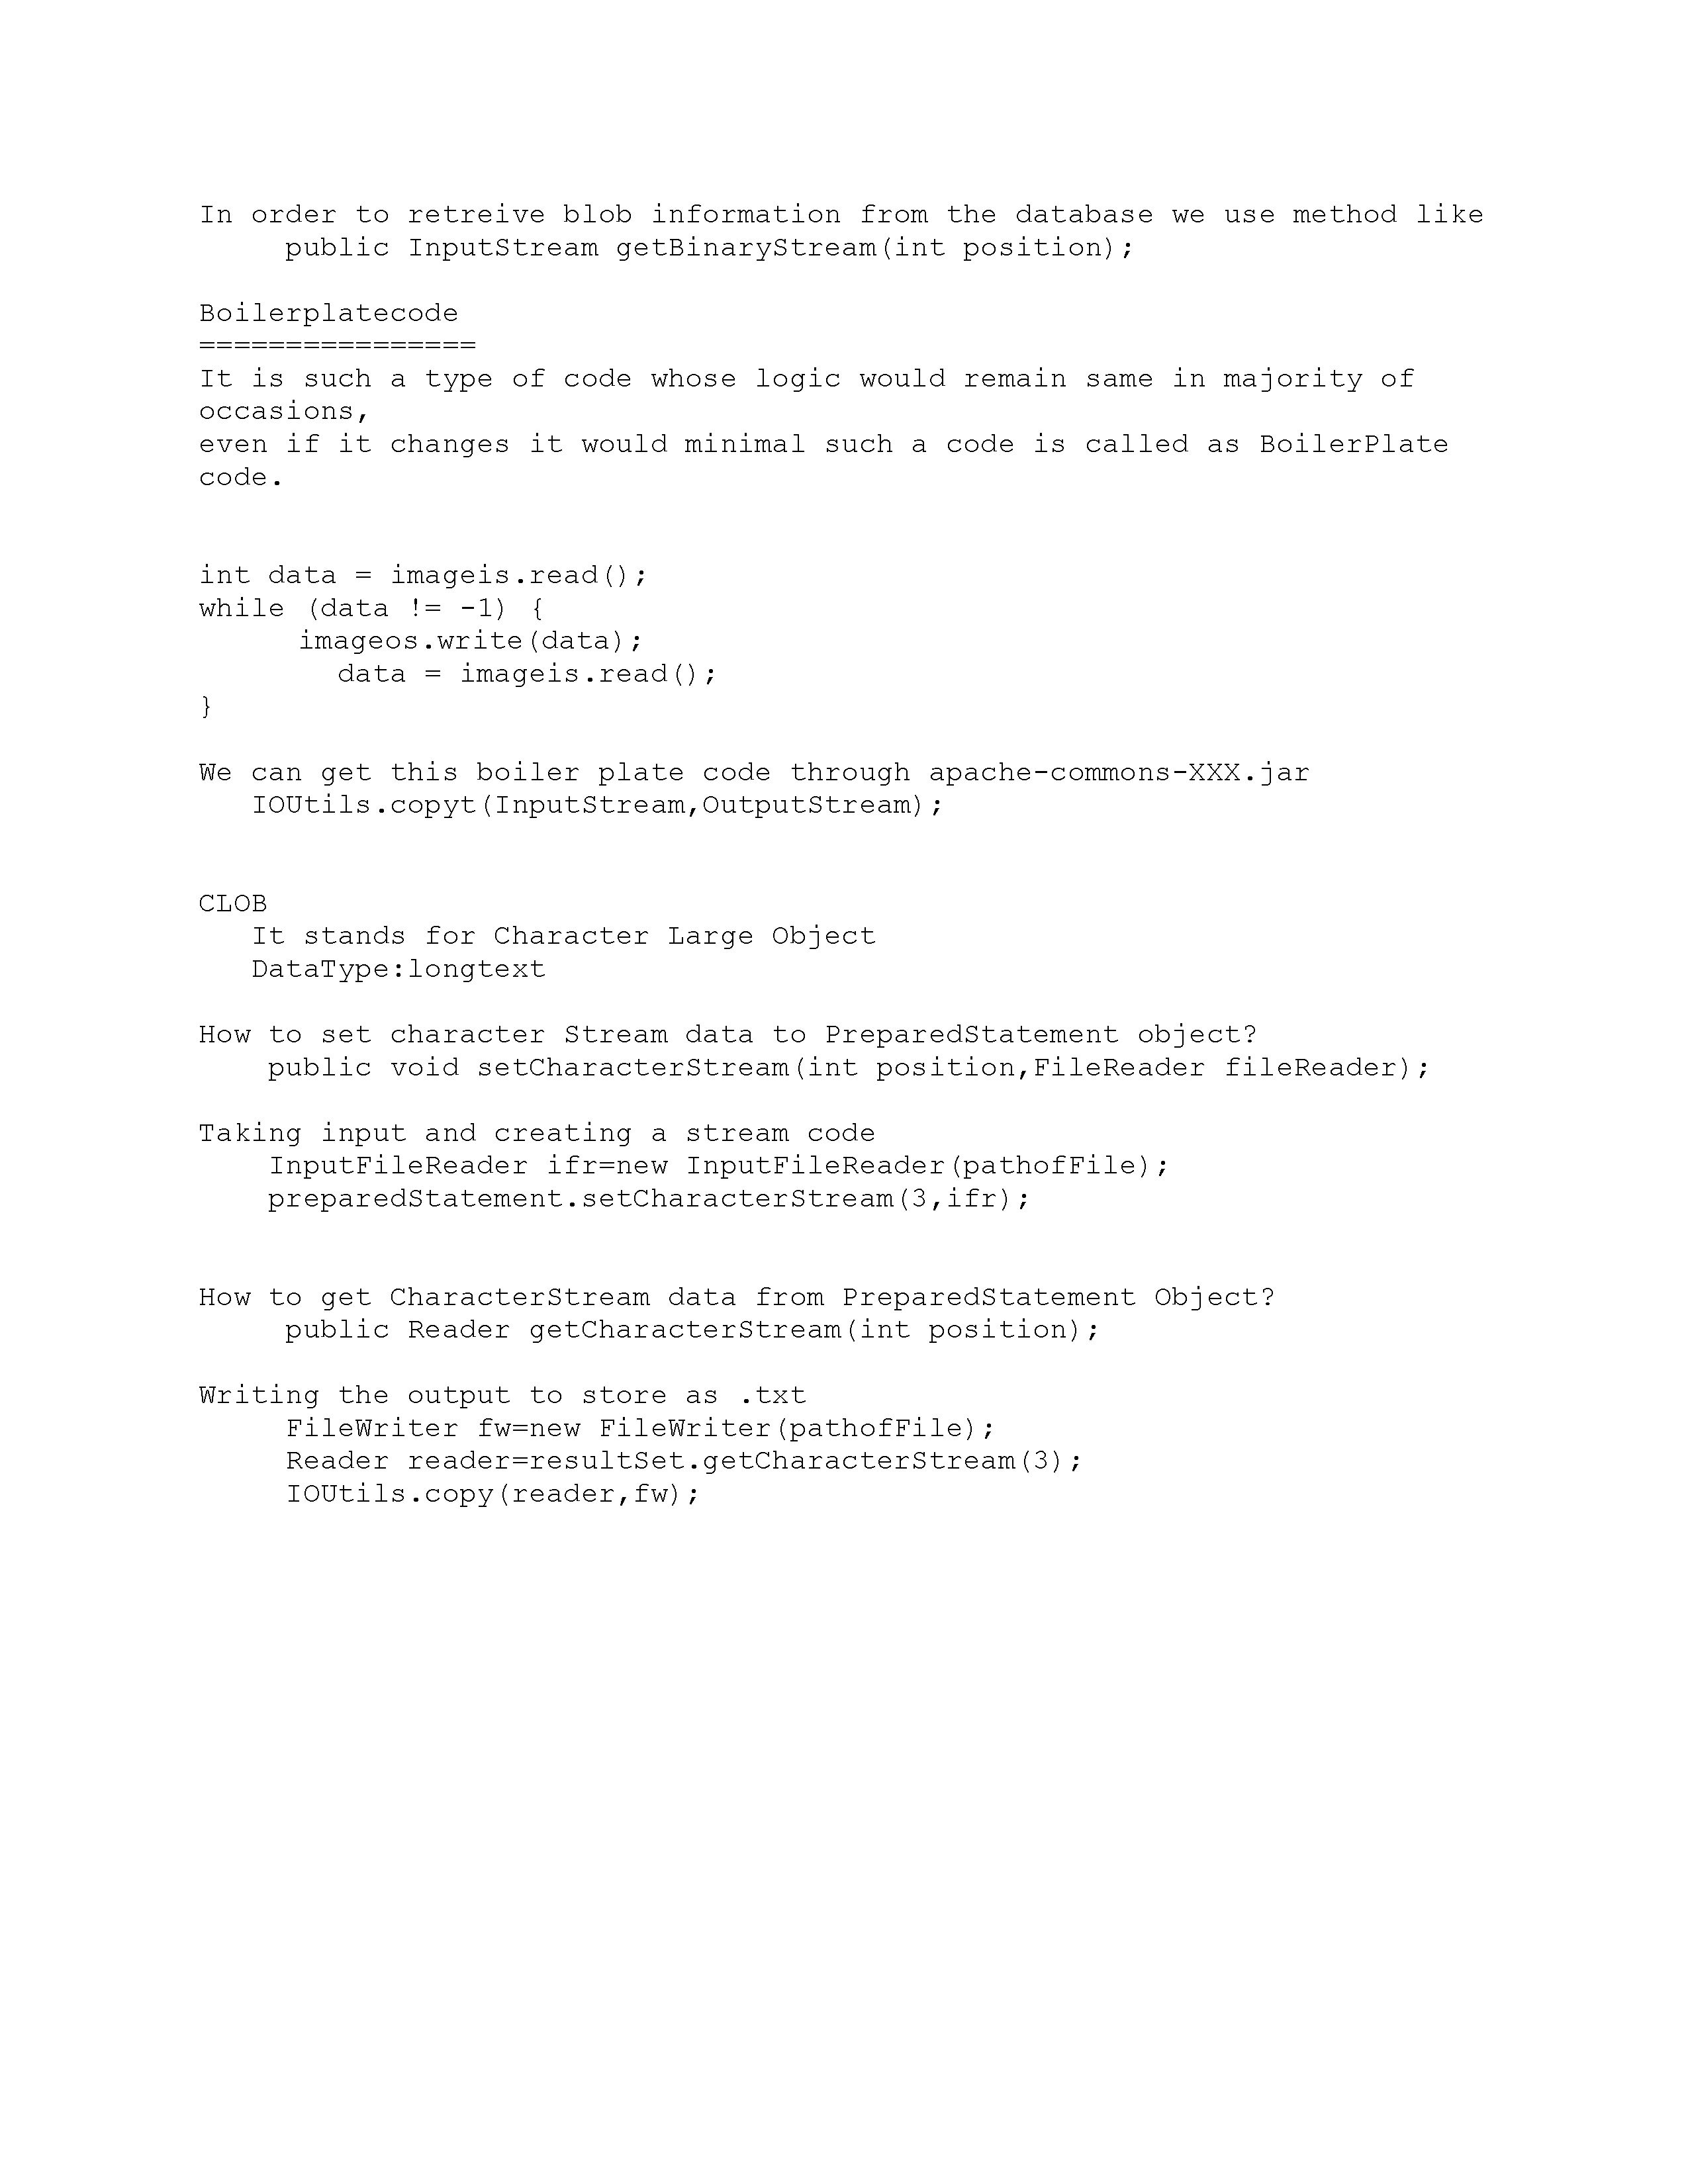 In order to retreive blob information from the database we use method like
public InputStream getBinaryStream(int position);
Boilerplatecode
================
It is such a type of code whose logic would remain same in majority of
occasions,
even if it changes it would minimal such a code is called as BoilerPlate
code.
int data = imageis.read();
while (data != -1) {
imageos.write(data);
data = imageis.read();
}
We can get this boiler plate code through apache-commons-XXX.jar
IOUtils.copyt(InputStream,OutputStream);
CLOB
It stands for Character Large Object
DataType:longtext
How to set character Stream data to PreparedStatement object?
public void setCharacterStream(int position,FileReader fileReader);
Taking input and creating a stream code
InputFileReader ifr=new InputFileReader(pathofFile);
preparedStatement.setCharacterStream(3,ifr);
How to get CharacterStream data from PreparedStatement Object?
public Reader getCharacterStream(int position);
Writing the output to store as .txt
FileWriter fw=new FileWriter(pathofFile);
Reader reader=resultSet.getCharacterStream(3);
IOUtils.copy(reader,fw);